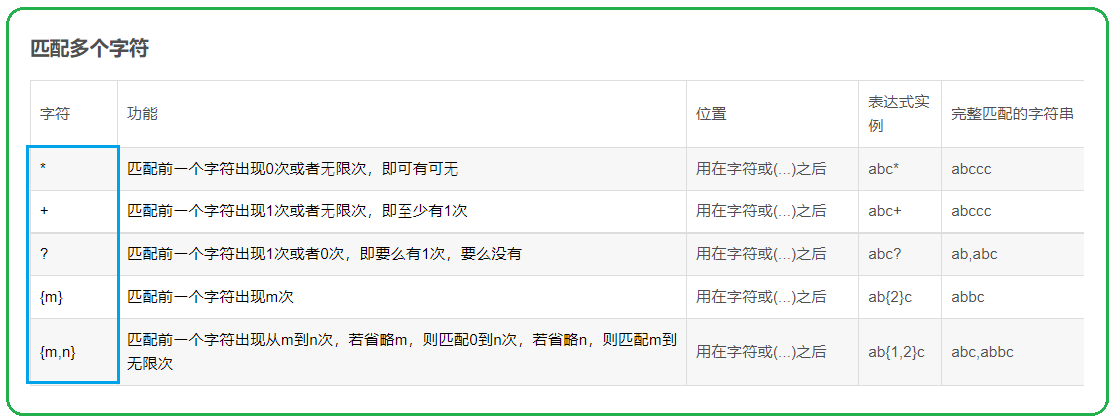 匹配多个字符
字符 功能 位置 表达式实例 完整匹配的字符串
* 匹配前一个字符出现0次或者无限次，即可有可无 用在字符或(...)之后 abc* abccc
+ 匹配前一个字符出现1次或者无限次，即至少有1次 用在字符或(...)之后 abc+ abccc
? 匹配前一个字符出现1次或者0次，即要么有1次，要么没有 用在字符或(...)之后 abc? ab,abc
{m} 匹配前一个字符出现m次 用在字符或(...)之后 ab{2}c abbc
{m,n} 匹配前一个字符出现从m到n次，若省略m，则匹配0到n次，若省略n，则匹配m到无限次 用在字符或(...)之后 ab{1,2}c abc,abbc